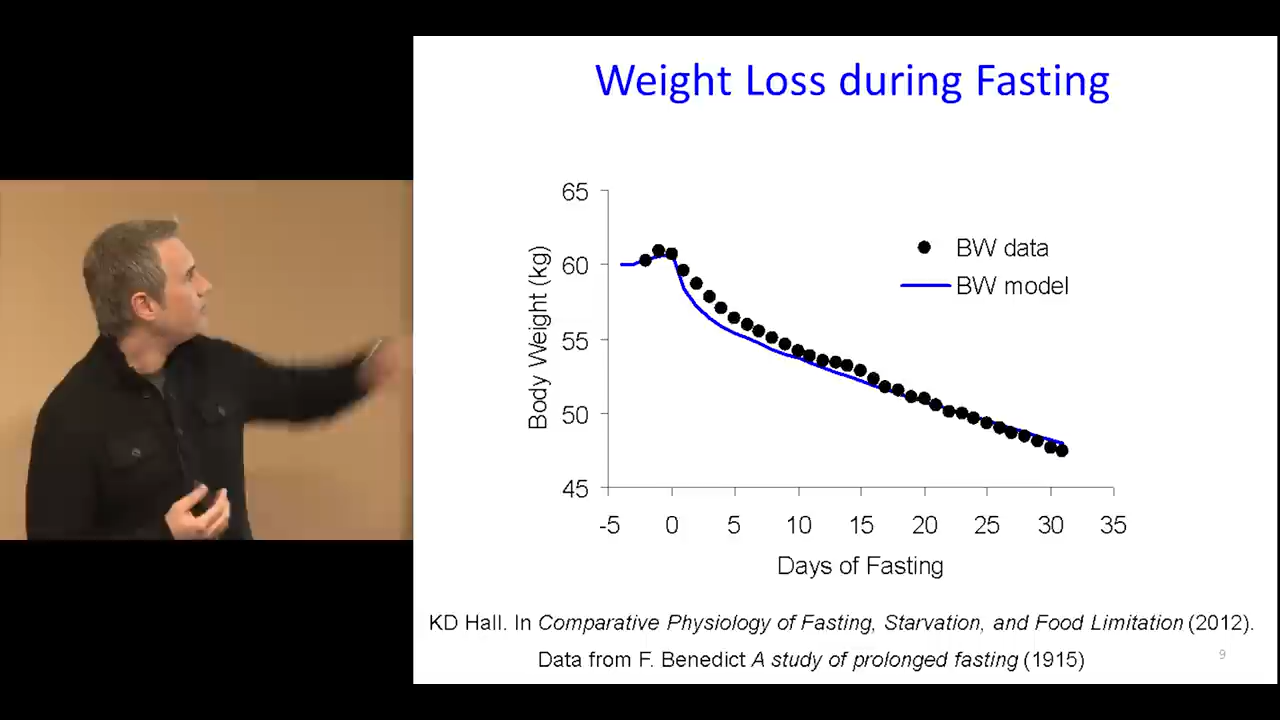 Weight Loss during Fasting
65
60
55
50
45
Body Weight (kg)
BW data
BW model
-5 0 5 10 15 20 25 30 35
Days of Fasting
KD Hall. In Comparative Physiology of Fasting, Starvation, and Food Limitation (2012).
Data from F. Benedict A study of prolonged fasting (1915)
9